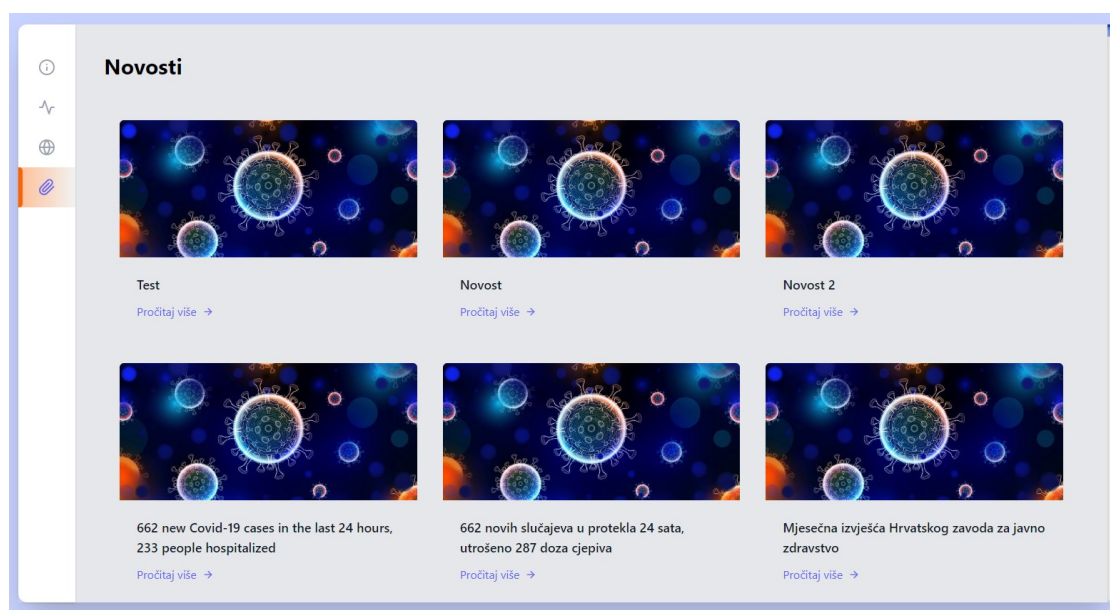 Novosti
Test
Pročitaj više →
Novost
Pročitaj više →
Novost 2
Pročitaj više →
662 new Covid-19 cases in the last 24 hours,
233 people hospitalized
Pročitaj više →
662 novih slučajeva u protekla 24 sata,
utrošeno 287 doza cjepiva
Pročitaj više →
Mjesečna izvješća Hrvatskog zavoda za javno
zdravstvo
Pročitaj više →